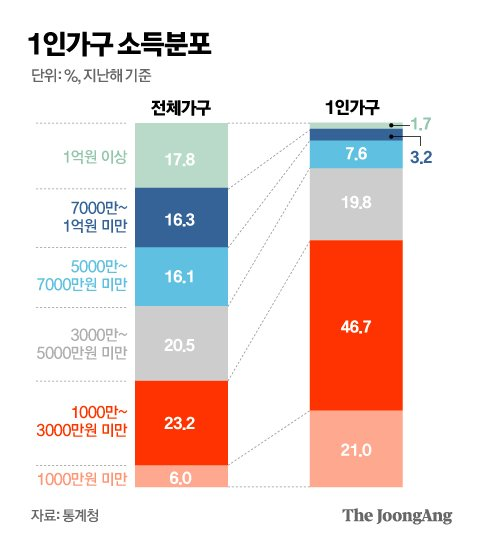 1인가구 소득분포
단위: %, 지난해 기준
전체가구
1인가구
1억원 이상
17.8
1.7
7000만~
1억원 미만
16.3
3.2
5000만~
7000만원 미만
16.1
7.6
3000만~
5000만원 미만
20.5
19.8
1000만~
3000만원 미만
23.2
46.7
1000만원 미만
6.0
21.0
자료: 통계청
The JoongAng